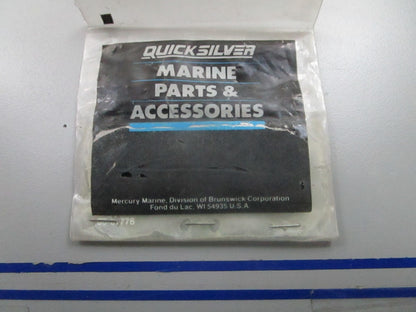 QUICKSILVER
MARINE
PARTS &
ACCESSORIES
Mercury Marine, Division of Brunswick Corporation
Fond du Lac, WI 54935 U.S.A.